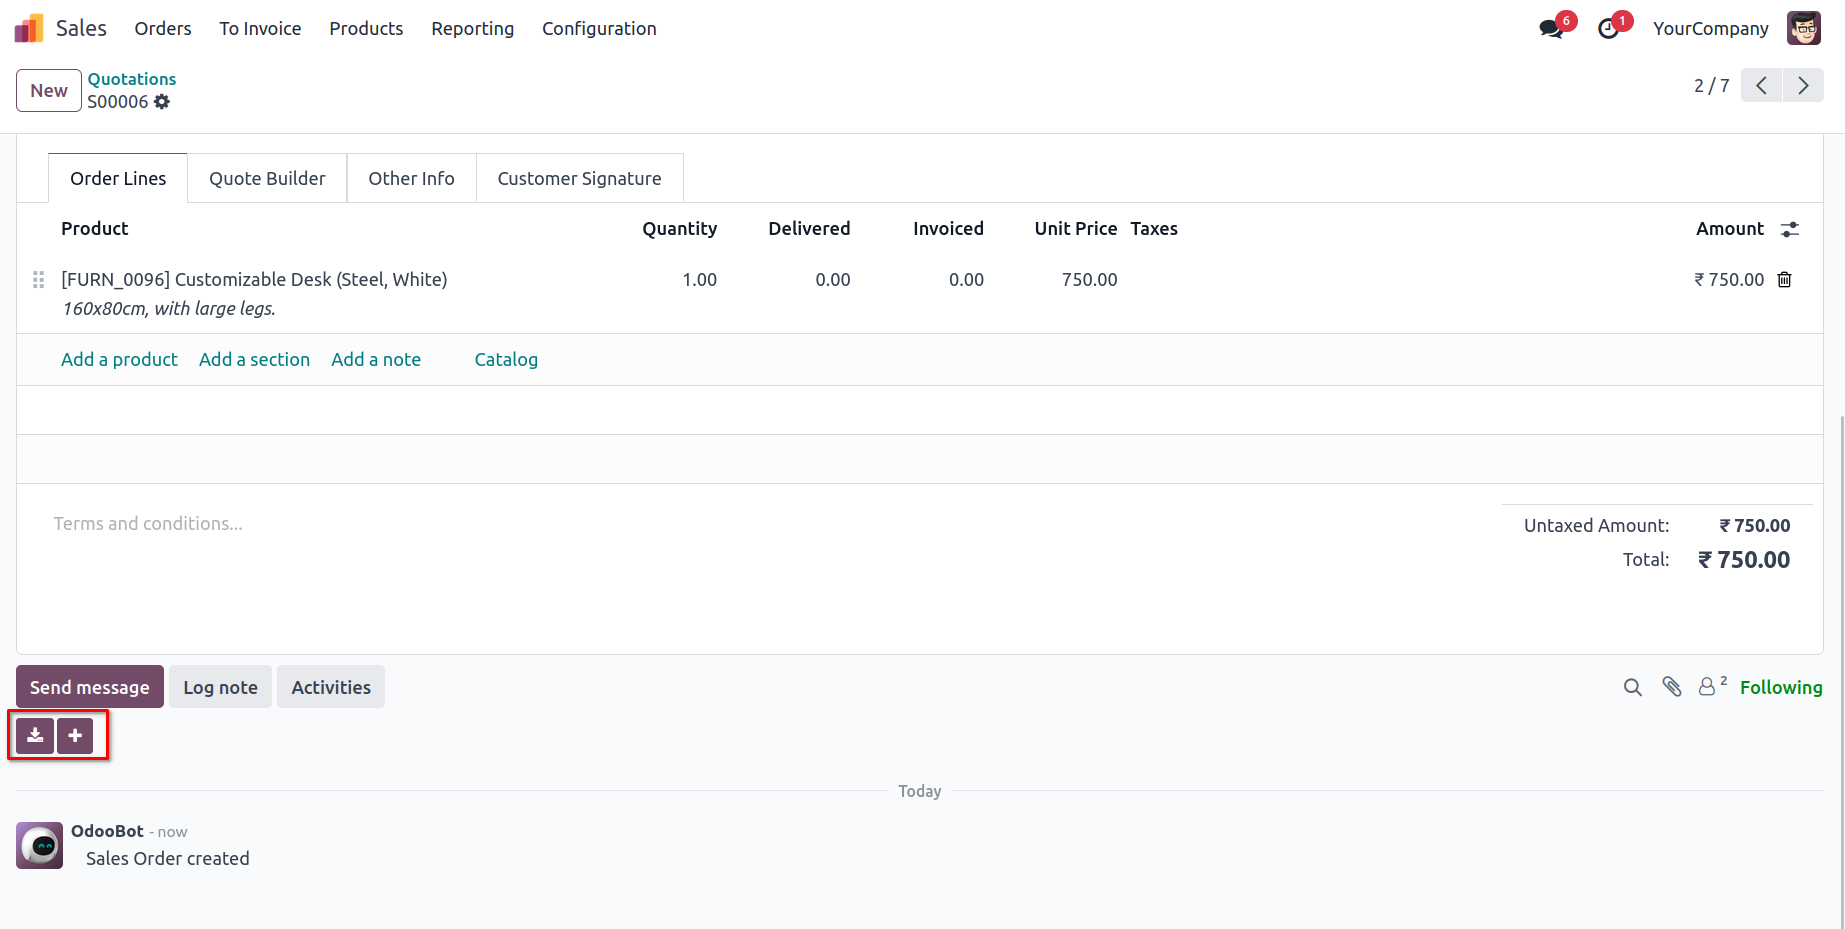 Sales Orders To Invoice Products Reporting Configuration 6 1 YourCompany
New Quotations 2 / 7
S00006
Order Lines Quote Builder Other Info Customer Signature
Product Quantity Delivered Invoiced Unit Price Taxes Amount
[FURN_0096] Customizable Desk (Steel, White) 1.00 0.00 0.00 750.00 ₹ 750.00
160x80cm, with large legs.
Add a product Add a section Add a note Catalog
Terms and conditions...
Untaxed Amount: ₹ 750.00
Total: ₹ 750.00
Send message Log note Activities 2 Following
Today
OdooBot - now
Sales Order created